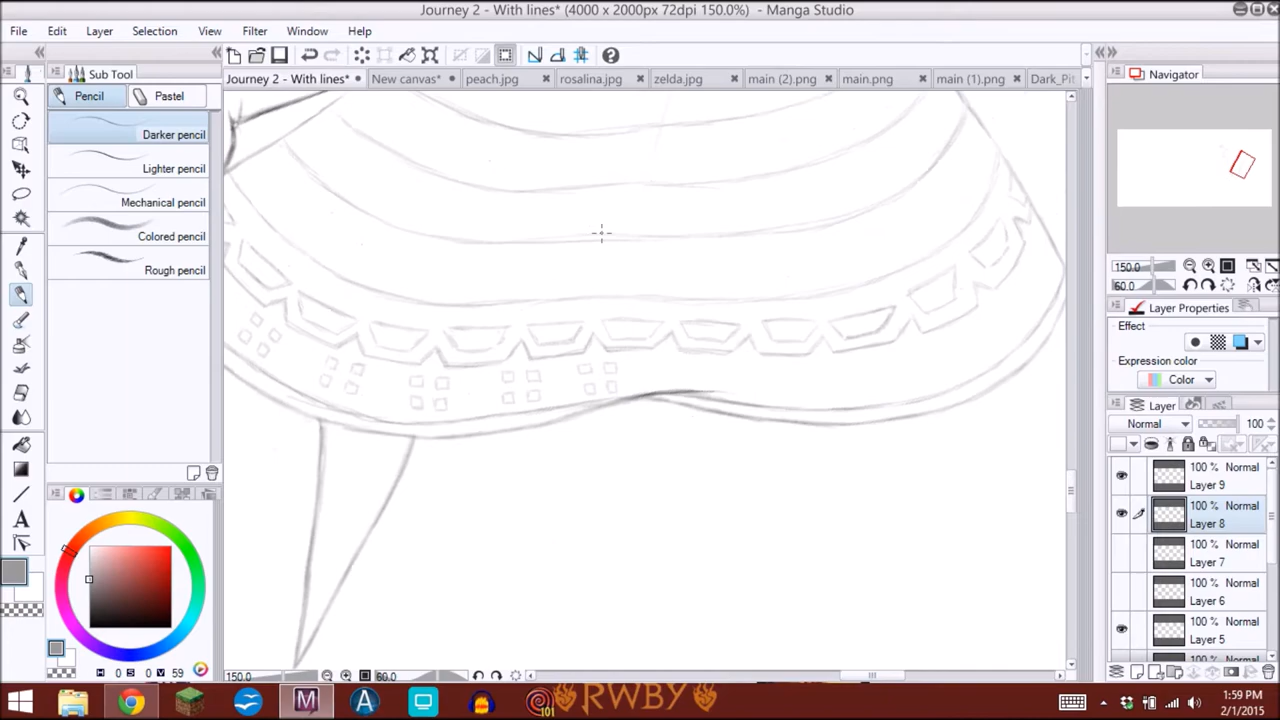 Journey 2 - With lines* (4000 x 2000px 72dpi 150.0%) - Manga Studio
File Edit Layer Selection View Filter Window Help
Sub Tool
Journey 2 - With lines* New canvas* peach.jpg rosalina.jpg zelda.jpg main (2).png main.png main (1).png Dark_Pit
Navigator
Pencil Pastel
Darker pencil
Lighter pencil
Mechanical pencil
Colored pencil
Rough pencil
150.0
60.0
Layer Properties
Effect
Expression color
Color
Layer
Normal 100
100 % Normal
Layer 9
100 % Normal
Layer 8
100 % Normal
Layer 7
100 % Normal
Layer 6
100 % Normal
Layer 5
100 % Normal
A
H 0 S 0 V 59
150.0 60.0
M A 101 RWBY
1:59 PM
2/1/2015